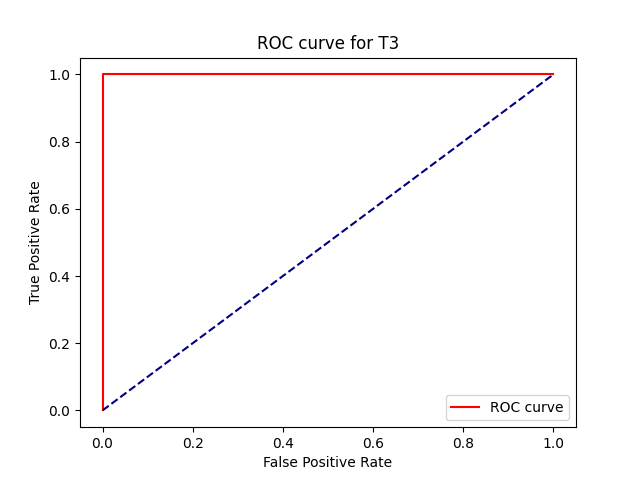 ROC curve for T3
True Positive Rate
1.0
0.8
0.6
0.4
0.2
0.0
0.0 0.2 0.4 0.6 0.8 1.0
False Positive Rate
ROC curve